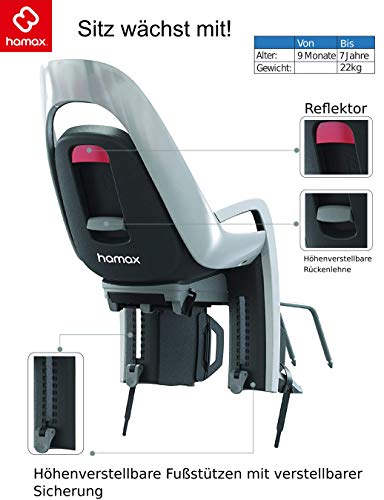 hamax.
Sitz wächst mit!
Von Bis
Alter: 9 Monate 7 Jahre
Gewicht: 22kg
Reflektor
Höhenverstellbare
Rückenlehne
hamax
Höhenverstellbare Fußstützen mit verstellbarer
Sicherung